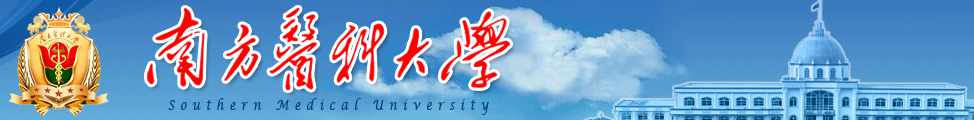 南方醫科大學
Southern Medical University